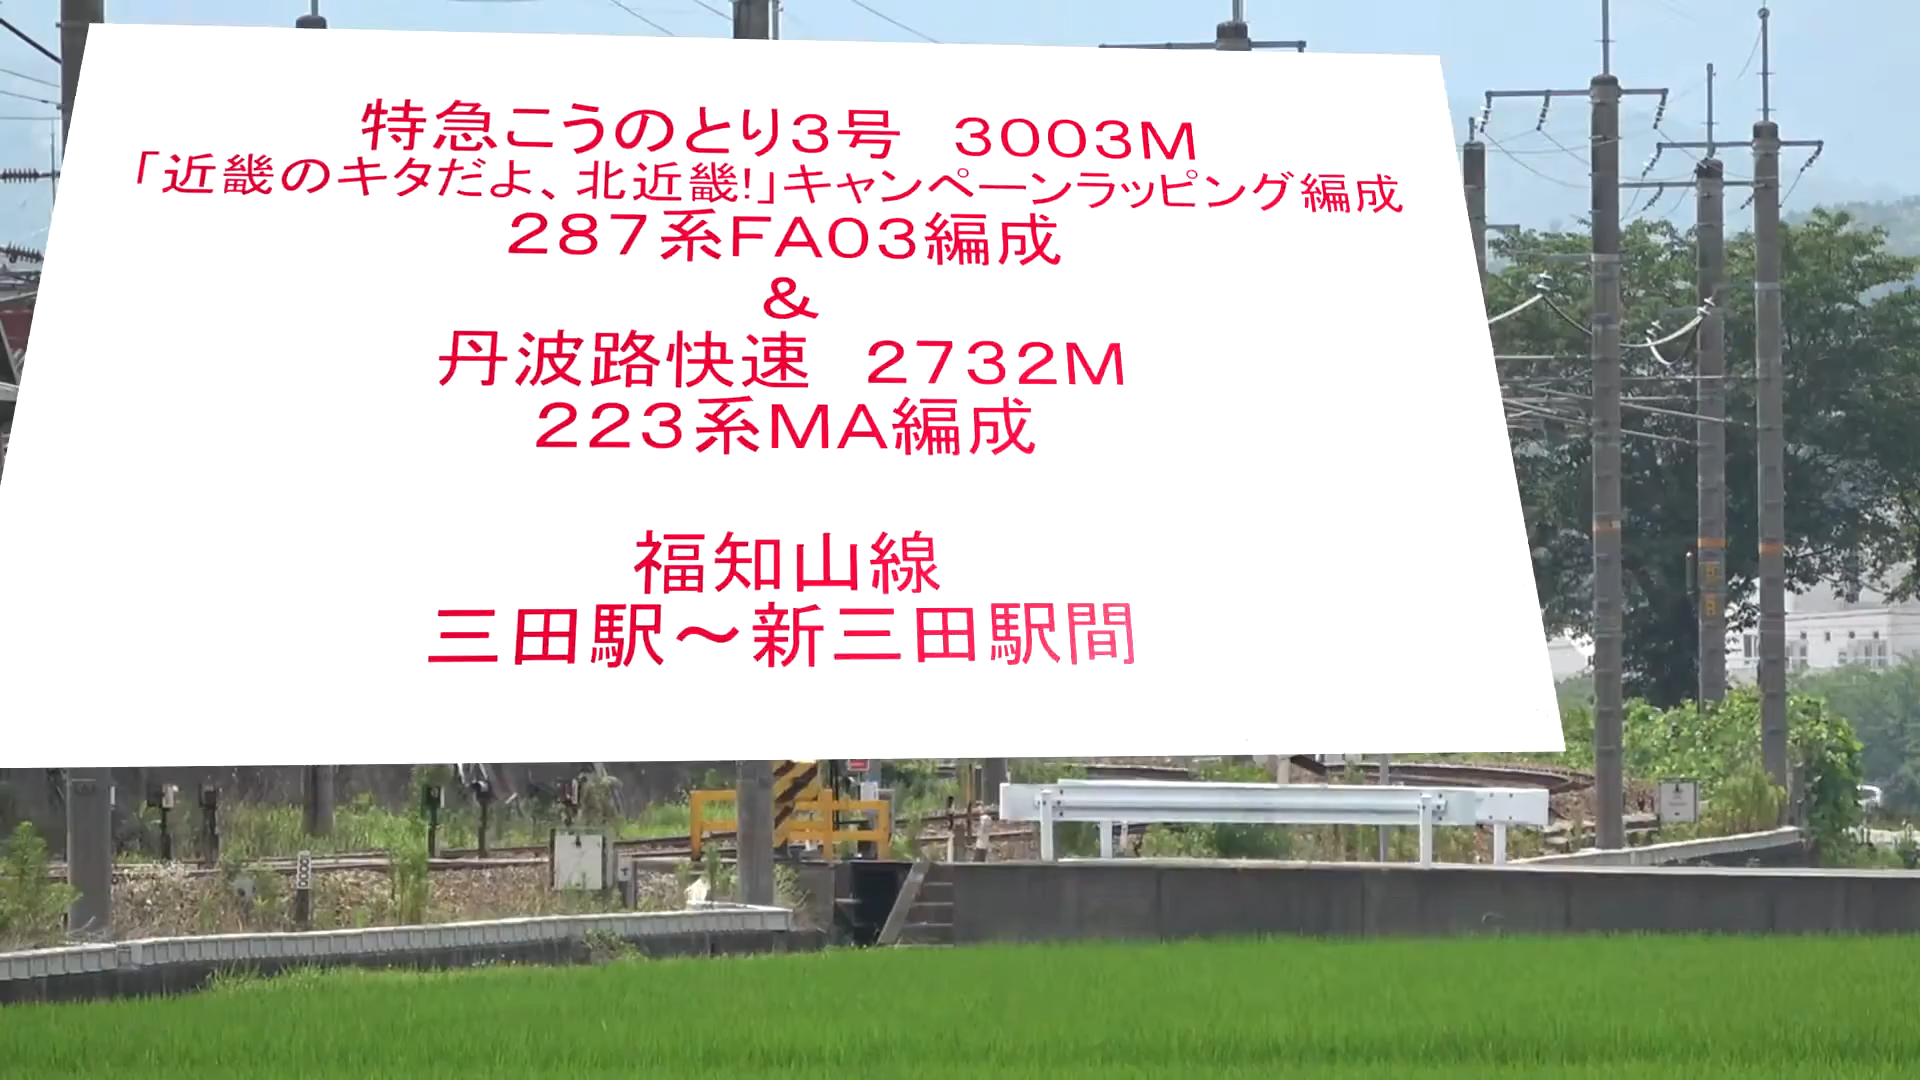 特急こうのとり3号　3003M
「近畿のキタだよ、北近畿!」キャンペーンラッピング編成
287系FA03編成
&
丹波路快速　2732M
223系MA編成
福知山線
三田駅～新三田駅間